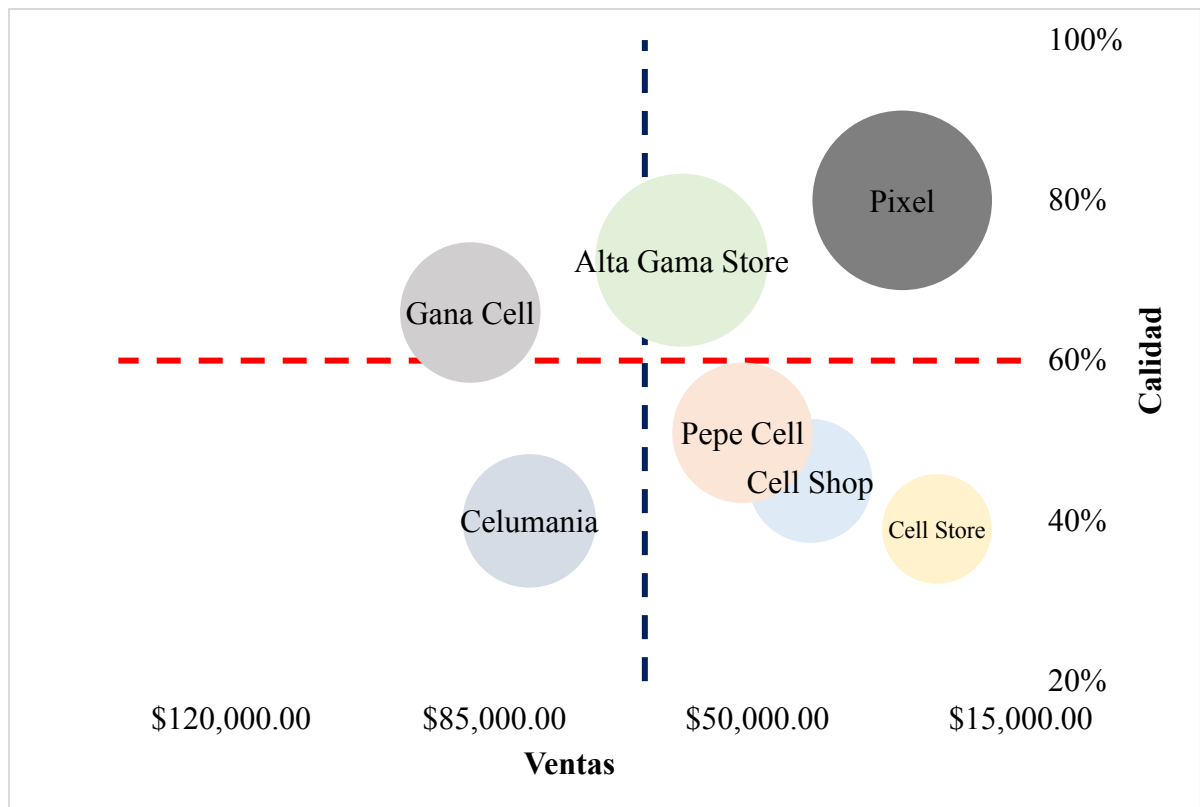 100%
80%
Pixel
Alta Gama Store
Gana Cell
60%
Calidad
Pepe Cell
Cell Shop
Celumania
40%
Cell Store
20%
$120,000.00 $85,000.00 $50,000.00 $15,000.00
Ventas